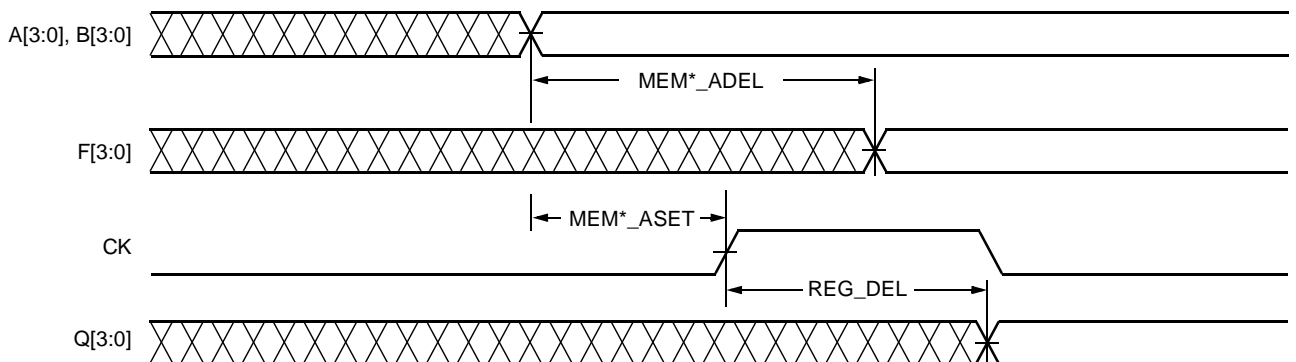 A[3:0], B[3:0]
MEM*_ADEL
F[3:0]
MEM*_ASET
CK
REG_DEL
Q[3:0]